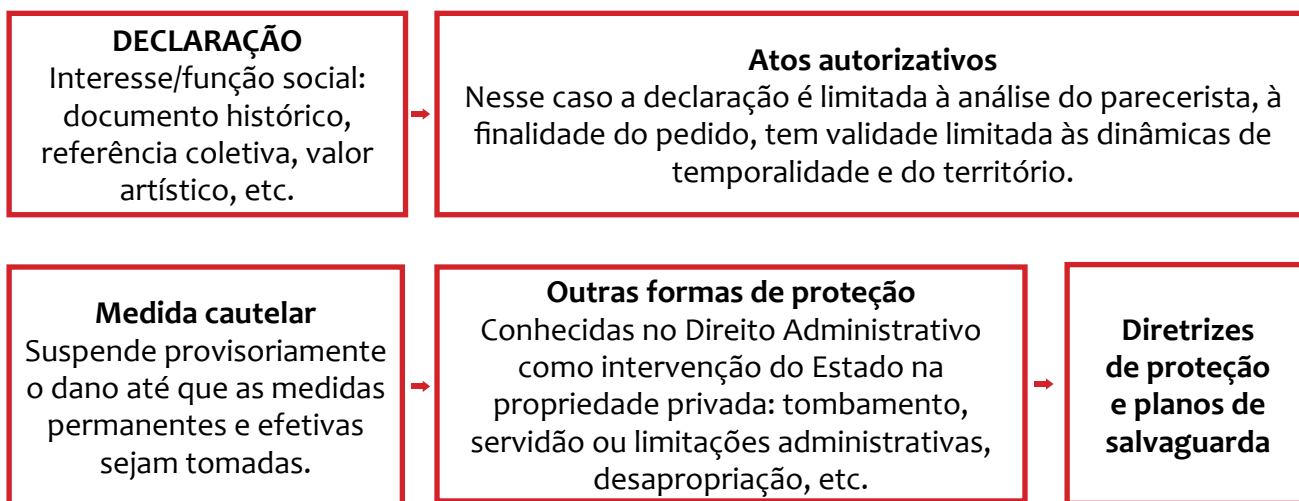 DECLARAÇÃO
Interesse/função social:
documento histórico,
referência coletiva, valor
artístico, etc.
Atos autorizativos
Nesse caso a declaração é limitada à análise do parecerista, à
finalidade do pedido, tem validade limitada às dinâmicas de
temporalidade e do território.
Medida cautelar
Suspende provisoriamente
o dano até que as medidas
permanentes e efetivas
sejam tomadas.
Outras formas de proteção
Conhecidas no Direito Administrativo
como intervenção do Estado na
propriedade privada: tombamento,
servidão ou limitações administrativas,
desapropriação, etc.
Diretrizes
de proteção
e planos de
salvaguarda